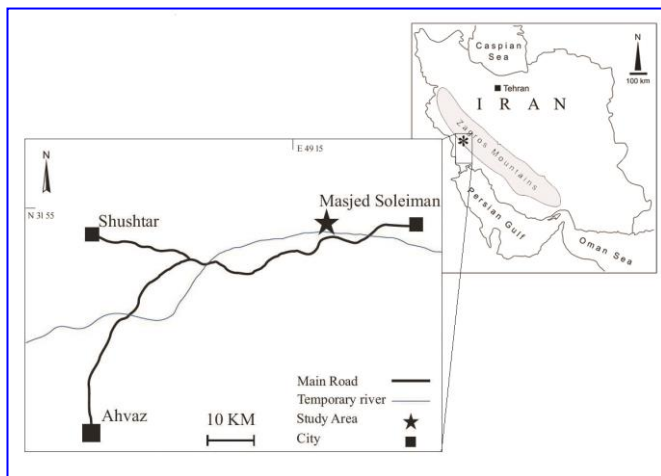 Caspian
Sea
N
100 km
Tehran
I R A N
Zagros Mountains
*
Persian Gulf
Oman Sea
N
E 49 15
N 31 55
Masjed Soleiman
Shushtar
Ahvaz
10 KM
Main Road
Temporary river
Study Area
City